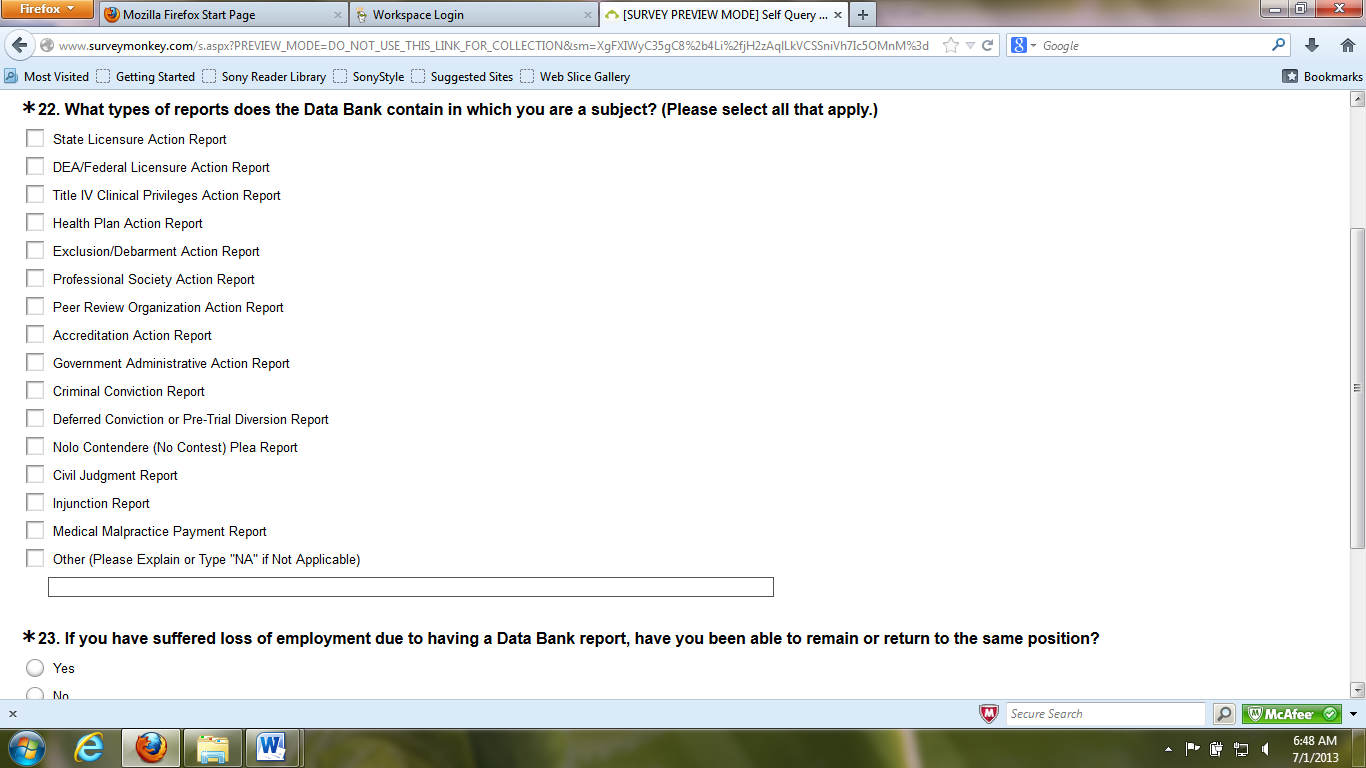 Firefox
Mozilla Firefox Start Page
Workspace Login
[SURVEY PREVIEW MODE] Self Query ...
www.surveymonkey.com/s.aspx?PREVIEW_MODE=DO_NOT_USE_THIS_LINK_FOR_COLLECTION&sm=XgFXIWyC35gC8%2b4Li%2fjH2zAqILkVCSSniVh7Ic5OMnM%3d
Google
Most Visited Getting Started Sony Reader Library SonyStyle Suggested Sites Web Slice Gallery Bookmarks
*22. What types of reports does the Data Bank contain in which you are a subject? (Please select all that apply.)
State Licensure Action Report
DEA/Federal Licensure Action Report
Title IV Clinical Privileges Action Report
Health Plan Action Report
Exclusion/Debarment Action Report
Professional Society Action Report
Peer Review Organization Action Report
Accreditation Action Report
Government Administrative Action Report
Criminal Conviction Report
Deferred Conviction or Pre-Trial Diversion Report
Nolo Contendere (No Contest) Plea Report
Civil Judgment Report
Injunction Report
Medical Malpractice Payment Report
Other (Please Explain or Type "NA" if Not Applicable)
*23. If you have suffered loss of employment due to having a Data Bank report, have you been able to remain or return to the same position?
Yes
No
Secure Search
McAfee
6:48 AM
7/1/2013